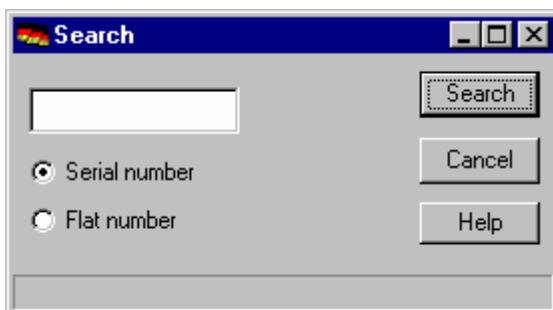 Search
Search
Serial number
Cancel
Flat number
Help